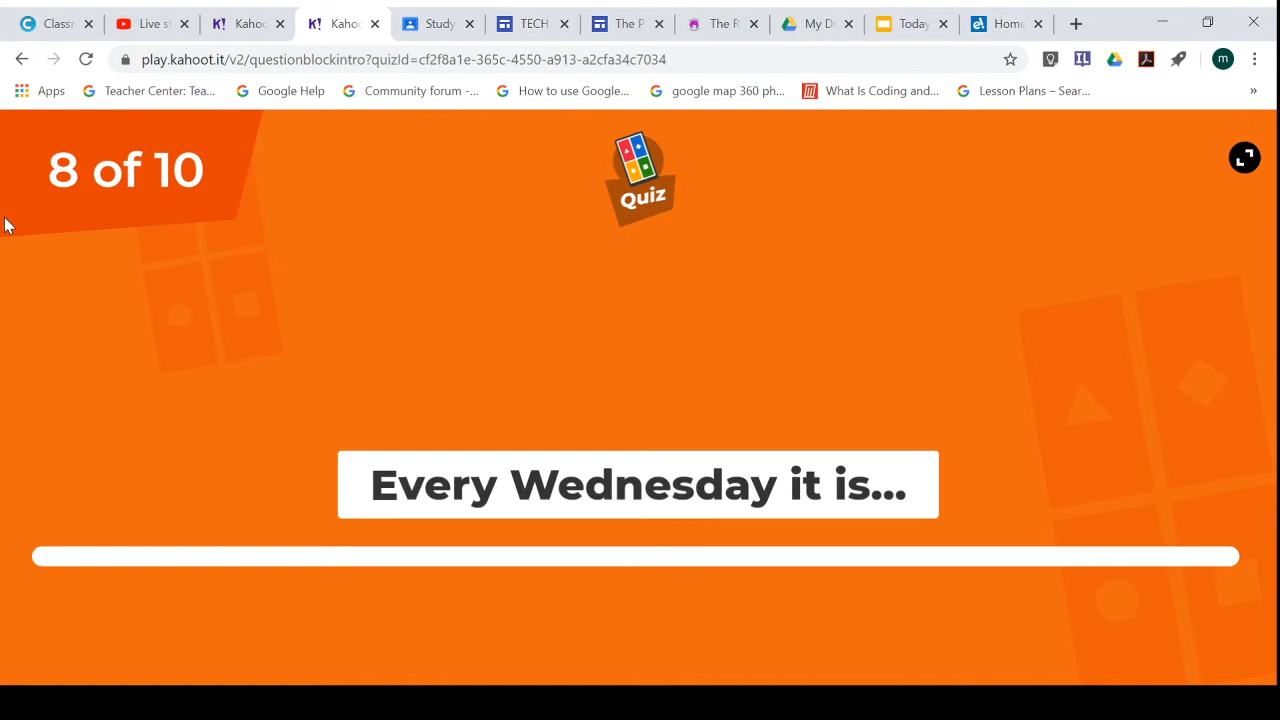 Classr
Live st
Kahoo
Kahoo
Study
TECH
The P
The R
My D
Today
Home
play.kahoot.it/v2/questionblockintro?quizId=cf2f8a1e-365c-4550-a913-a2cfa34c7034
IL
m
Apps
Teacher Center: Tea...
Google Help
Community forum -...
How to use Google...
google map 360 ph...
What Is Coding and...
Lesson Plans – Sear...
8 of 10
Quiz
Every Wednesday it is...